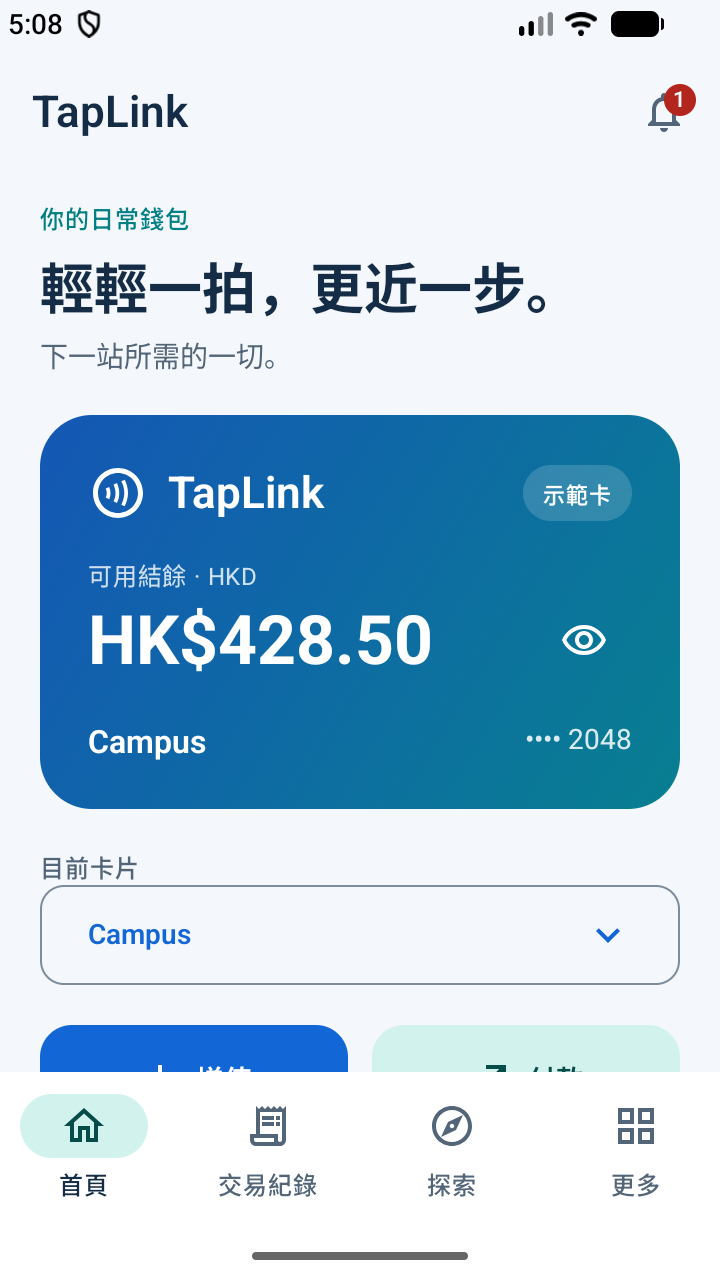 5:08
TapLink
1
你的日常錢包
輕輕一拍，更近一步。
下一站所需的一切。
TapLink
示範卡
可用結餘 · HKD
HK$428.50
Campus
•••• 2048
目前卡片
Campus
首頁
交易紀錄
探索
更多